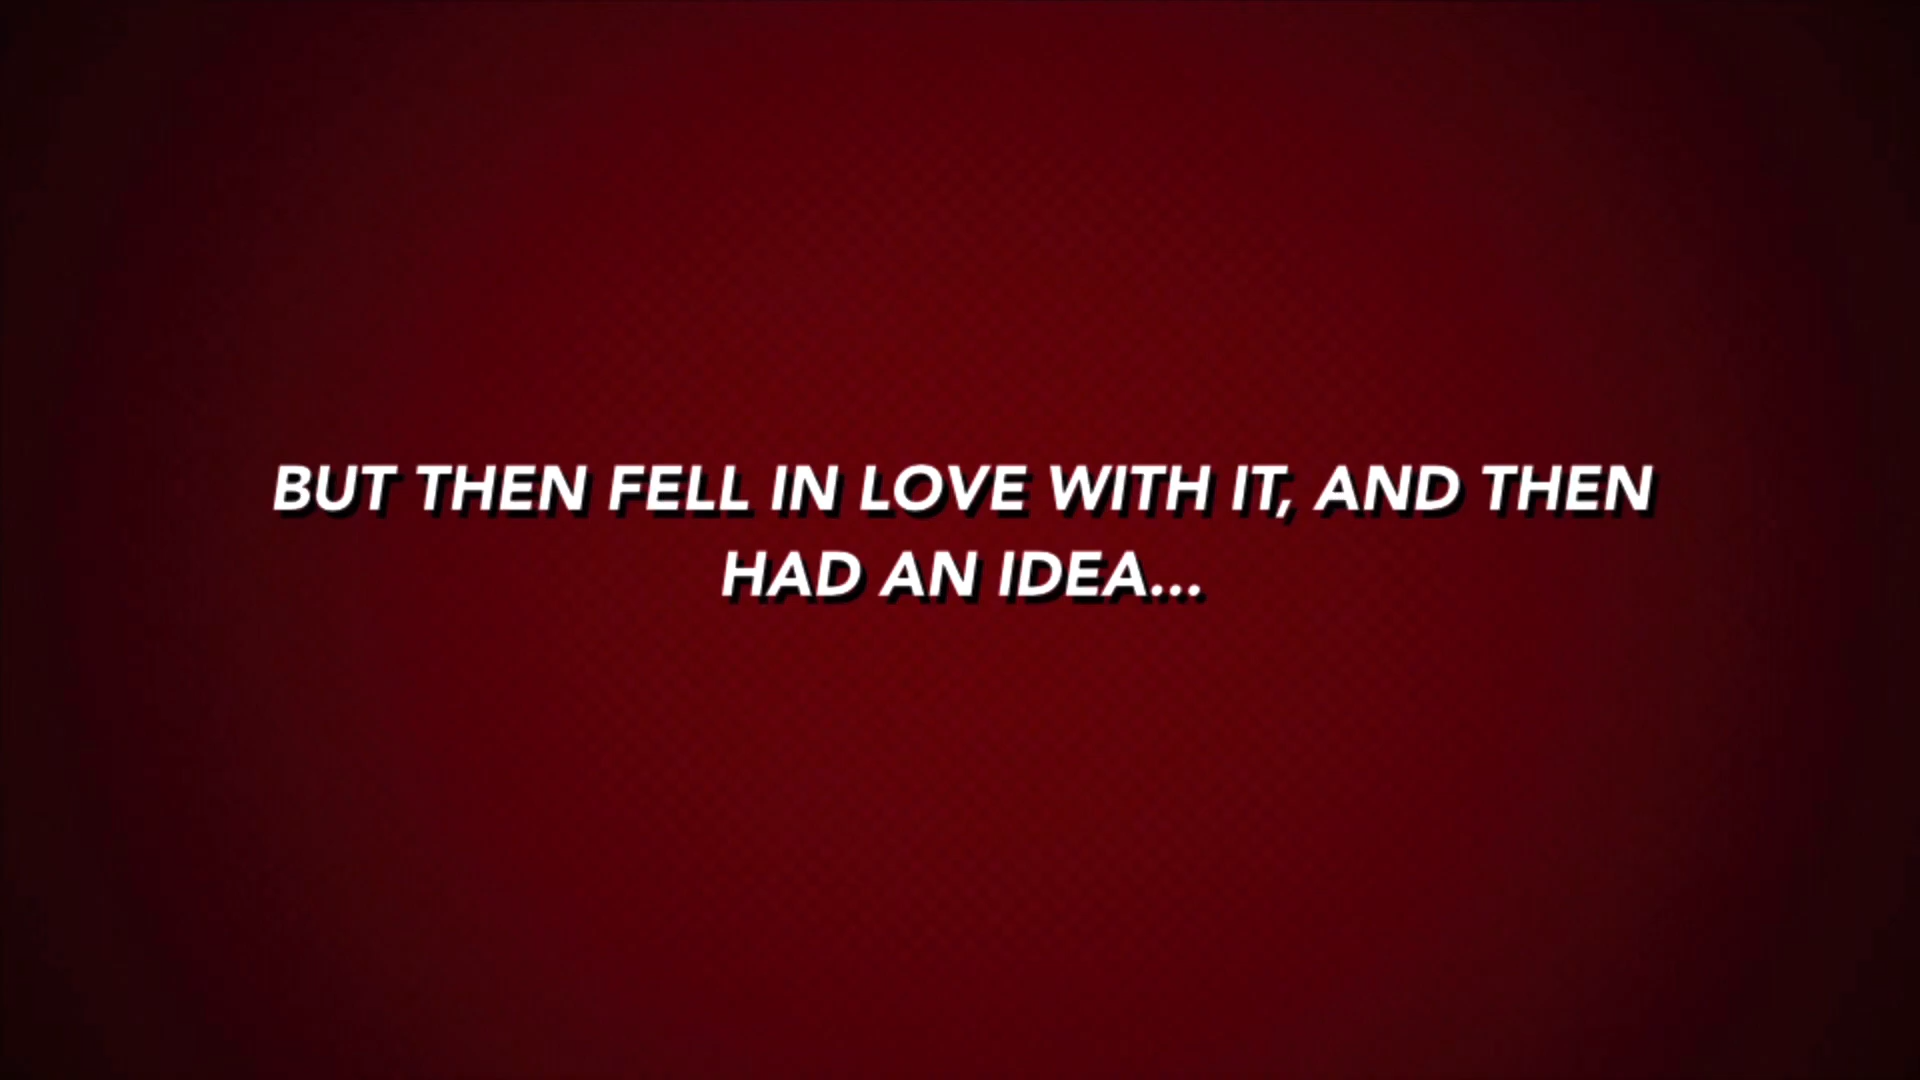 BUT THEN FELL IN LOVE WITH IT, AND THEN
HAD AN IDEA...